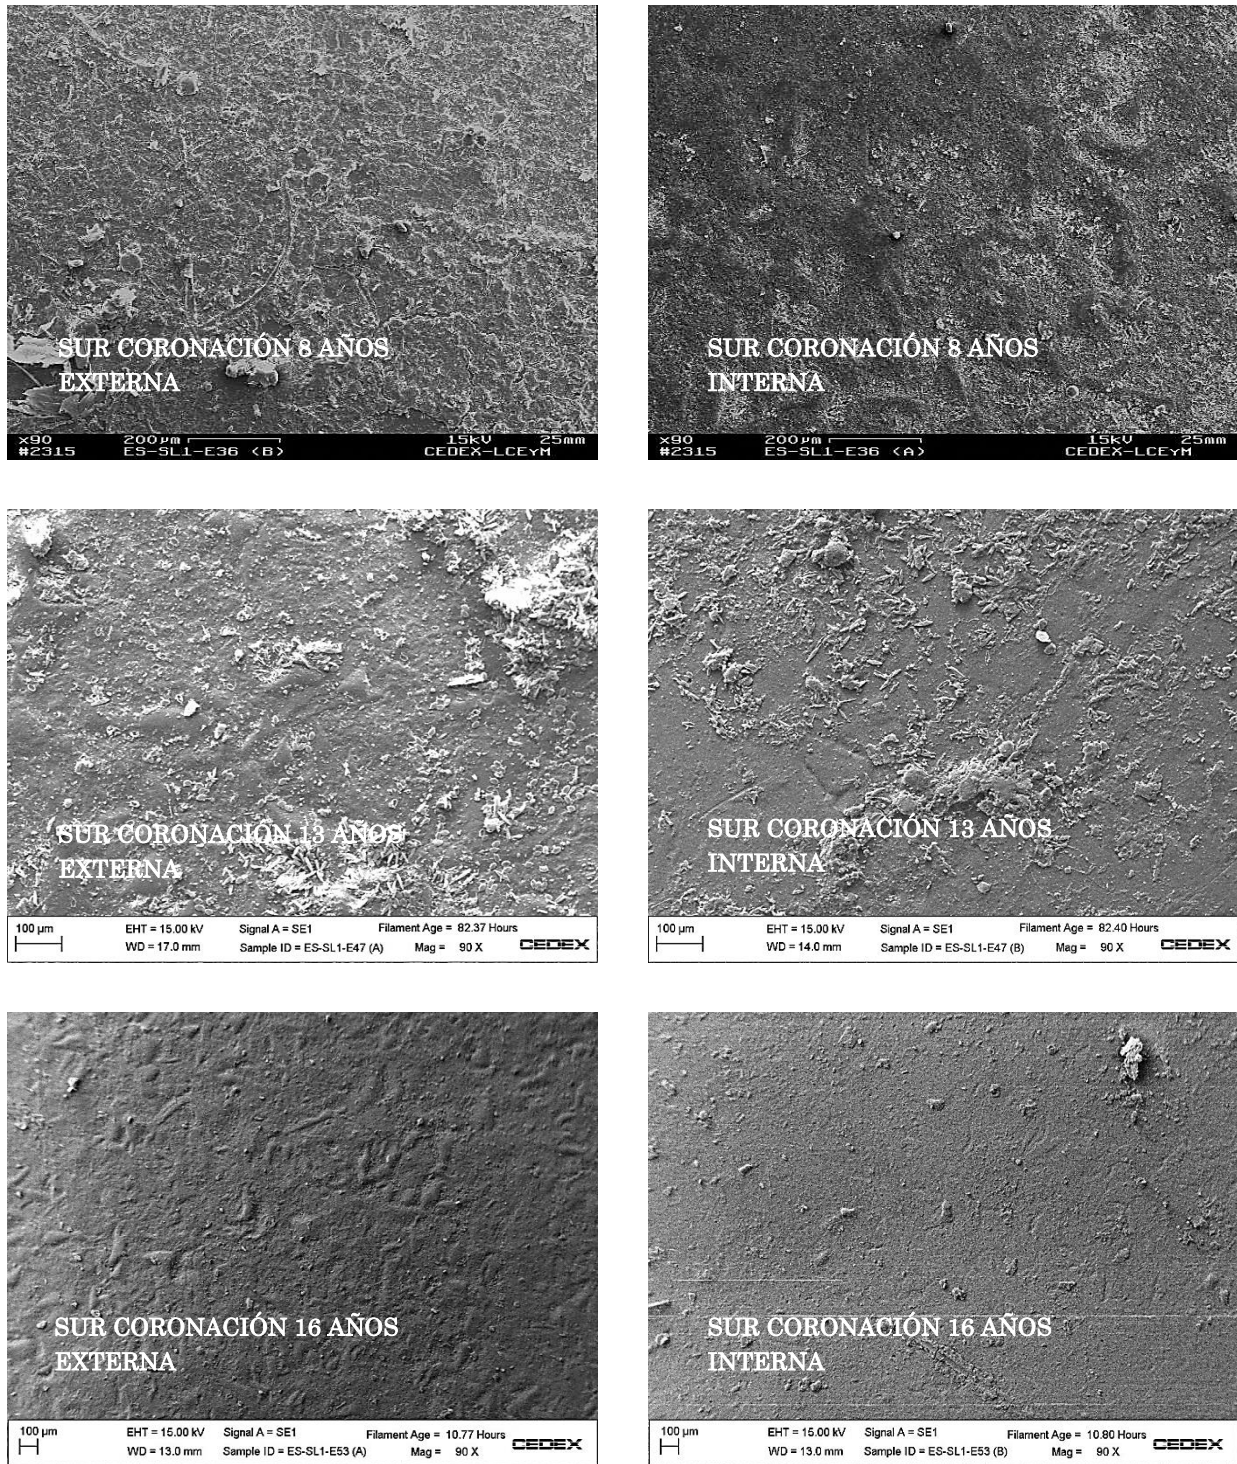 SUR CORONACIÓN 8 AÑOS
EXTERNA
x90 200µm 15kV 25mm
#2315 ES-SL1-E36 (B) CEDEX-LCEYM
SUR CORONACIÓN 8 AÑOS
INTERNA
x90 200µm 15kV 25mm
#2315 ES-SL1-E36 (A) CEDEX-LCEYM
SUR CORONACIÓN 13 AÑOS
EXTERNA
100 µm EHT = 15.00 kV Signal A = SE1 Filament Age = 82.37 Hours
WD = 17.0 mm Sample ID = ES-SL1-E47 (A) Mag = 90 X CEDEX
SUR CORONACIÓN 13 AÑOS
INTERNA
100 µm EHT = 15.00 kV Signal A = SE1 Filament Age = 82.40 Hours
WD = 14.0 mm Sample ID = ES-SL1-E47 (B) Mag = 90 X CEDEX
SUR CORONACIÓN 16 AÑOS
EXTERNA
100 µm EHT = 15.00 kV Signal A = SE1 Filament Age = 10.77 Hours
WD = 13.0 mm Sample ID = ES-SL1-E53 (A) Mag = 90 X CEDEX
SUR CORONACIÓN 16 AÑOS
INTERNA
100 µm EHT = 15.00 kV Signal A = SE1 Filament Age = 10.80 Hours
WD = 13.0 mm Sample ID = ES-SL1-E53 (B) Mag = 90 X CEDEX